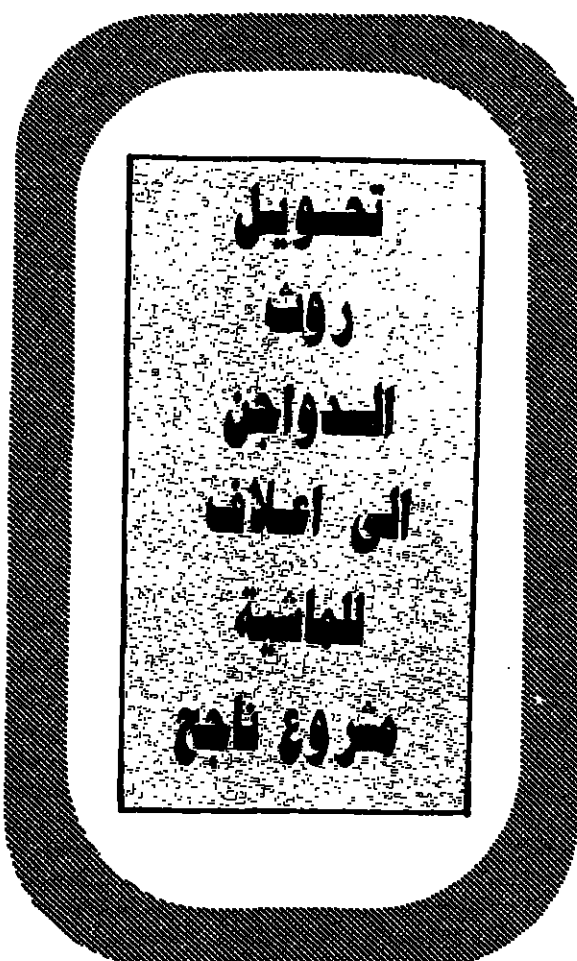 تحويل
روث
الدواجن
الى اعلاف
للماشية
مشروع ناجح